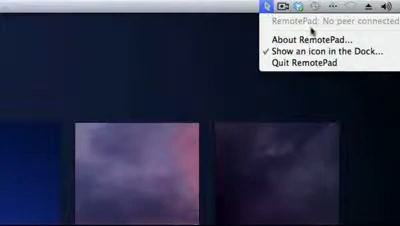 RemotePad: No peer connected
About RemotePad...
Show an icon in the Dock...
Quit RemotePad